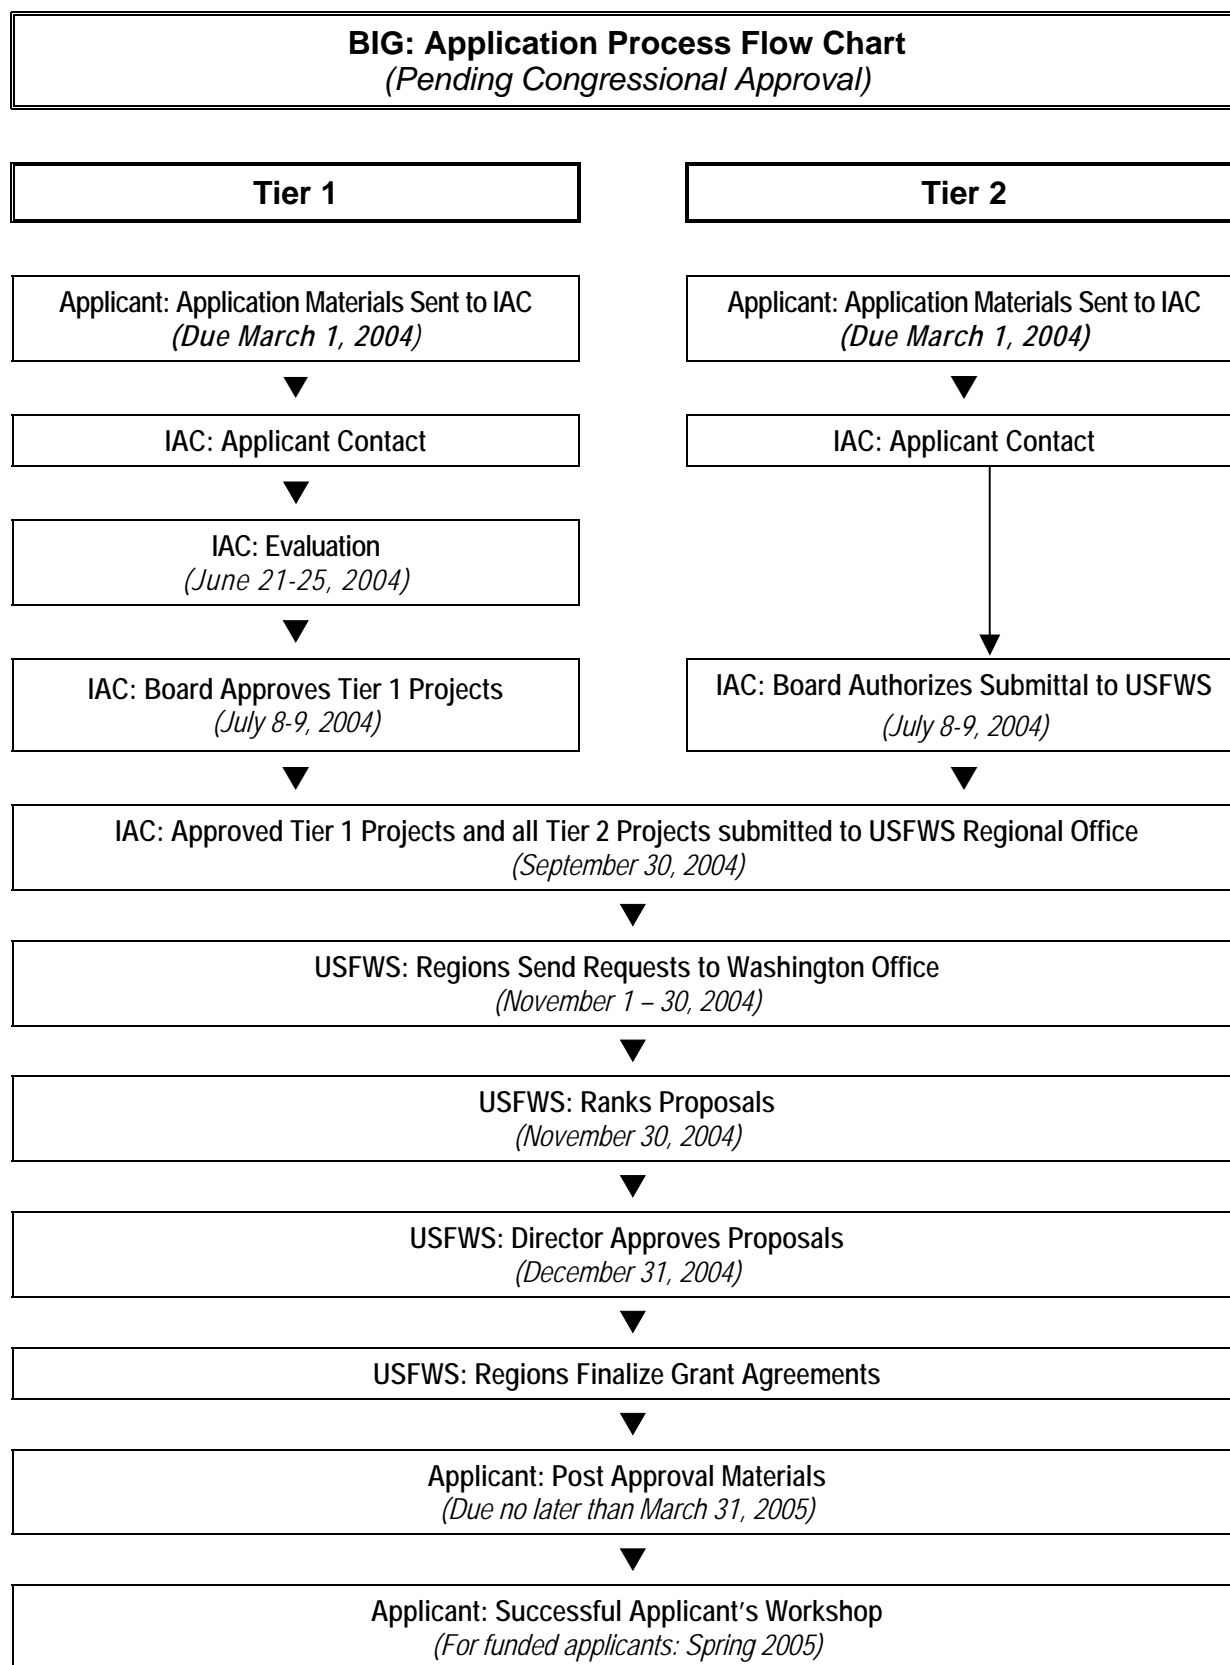 BIG: Application Process Flow Chart
(Pending Congressional Approval)
Tier 1
Tier 2
Applicant: Application Materials Sent to IAC
(Due March 1, 2004)
Applicant: Application Materials Sent to IAC
(Due March 1, 2004)
IAC: Applicant Contact
IAC: Applicant Contact
IAC: Evaluation
(June 21-25, 2004)
IAC: Board Approves Tier 1 Projects
(July 8-9, 2004)
IAC: Board Authorizes Submittal to USFWS
(July 8-9, 2004)
IAC: Approved Tier 1 Projects and all Tier 2 Projects submitted to USFWS Regional Office
(September 30, 2004)
USFWS: Regions Send Requests to Washington Office
(November 1 – 30, 2004)
USFWS: Ranks Proposals
(November 30, 2004)
USFWS: Director Approves Proposals
(December 31, 2004)
USFWS: Regions Finalize Grant Agreements
Applicant: Post Approval Materials
(Due no later than March 31, 2005)
Applicant: Successful Applicant's Workshop
(For funded applicants: Spring 2005)